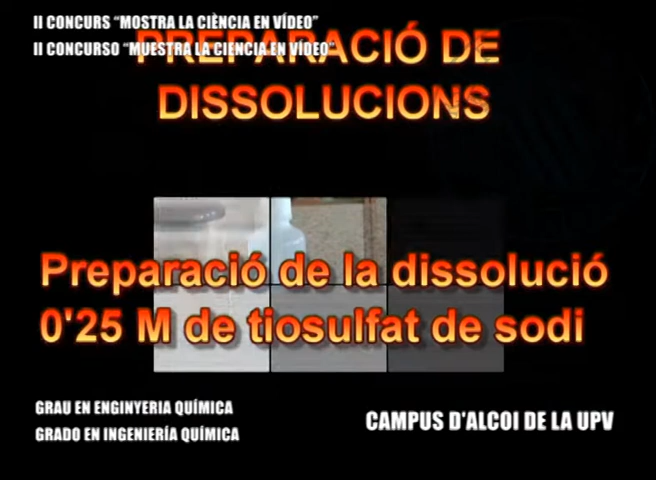 II CONCURS "MOSTRA LA CIÈNCIA EN VÍDEO"
II CONCURSO "MUESTRA LA CIENCIA EN VÍDEO"
PREPARACIÓ DE
DISSOLUCIONS
Preparació de la dissolució
0'25 M de tiosulfat de sodi
GRAU EN ENGINYERIA QUÍMICA
GRADO EN INGENIERÍA QUÍMICA
CAMPUS D'ALCOI DE LA UPV